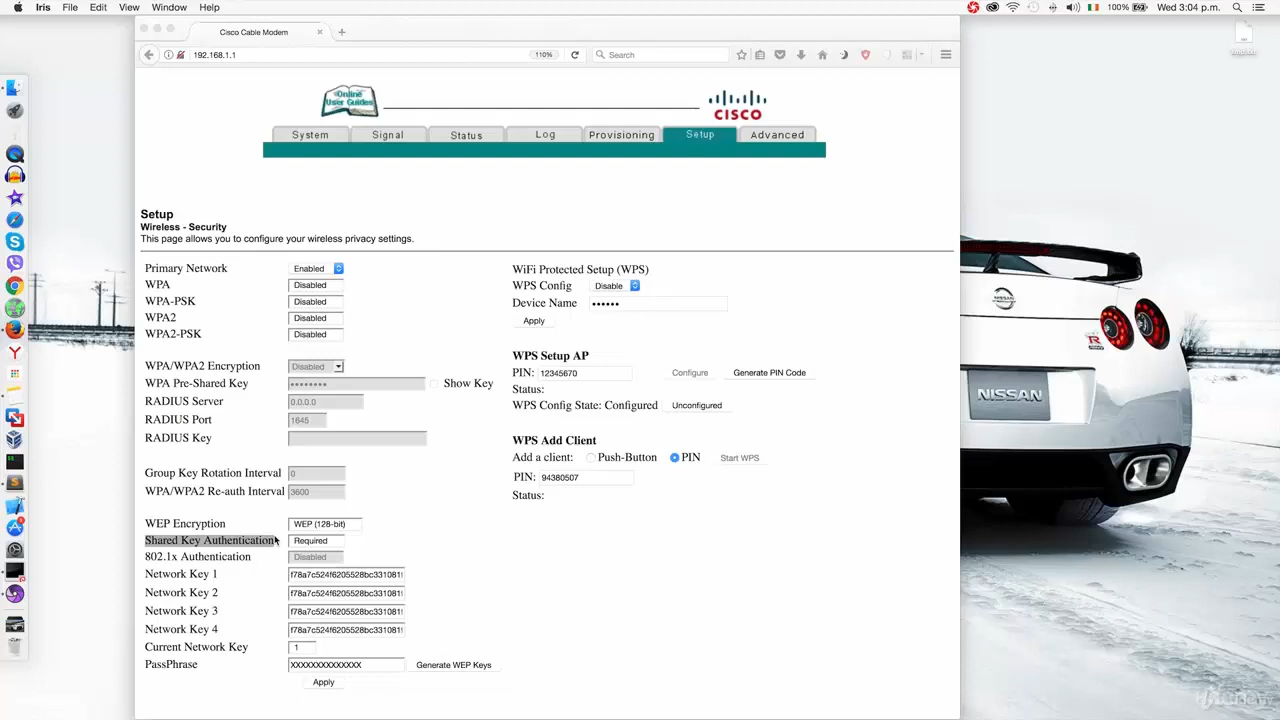 Iris File Edit View Window Help 100% Wed 3:04 p.m.
Cisco Cable Modem
192.168.1.1 110% Search
Online
User Guides
CISCO
System Signal Status Log Provisioning Setup Advanced
Setup
Wireless - Security
This page allows you to configure your wireless privacy settings.
Primary Network Enabled
WPA Disabled
WPA-PSK Disabled
WPA2 Disabled
WPA2-PSK Disabled
WPA/WPA2 Encryption Disabled
WPA Pre-Shared Key •••••••• Show Key
RADIUS Server 0.0.0.0
RADIUS Port 1645
RADIUS Key
Group Key Rotation Interval 0
WPA/WPA2 Re-auth Interval 3600
WEP Encryption WEP (128-bit)
Shared Key Authentication Required
802.1x Authentication Disabled
Network Key 1 f78a7c524f6205528bc331081
Network Key 2 f78a7c524f6205528bc331081
Network Key 3 f78a7c524f6205528bc331081
Network Key 4 f78a7c524f6205528bc331081
Current Network Key 1
PassPhrase XXXXXXXXXXXXXX Generate WEP Keys
Apply
WiFi Protected Setup (WPS)
WPS Config Disable
Device Name ••••••
Apply
WPS Setup AP
PIN: 12345670 Configure Generate PIN Code
Status:
WPS Config State: Configured Unconfigured
WPS Add Client
Add a client: Push-Button PIN Start WPS
PIN: 94380507
Status:
NISSAN
GT-R
NISSAN
Udemy